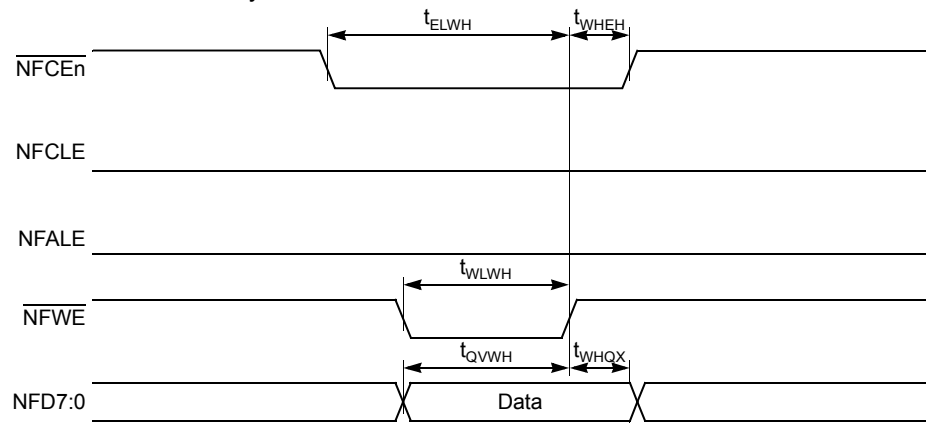 tELWH tWHEH
NFCEn
NFCLE
NFALE
tWLWH
NFWE
tQVWH tWHQX
NFD7:0 Data